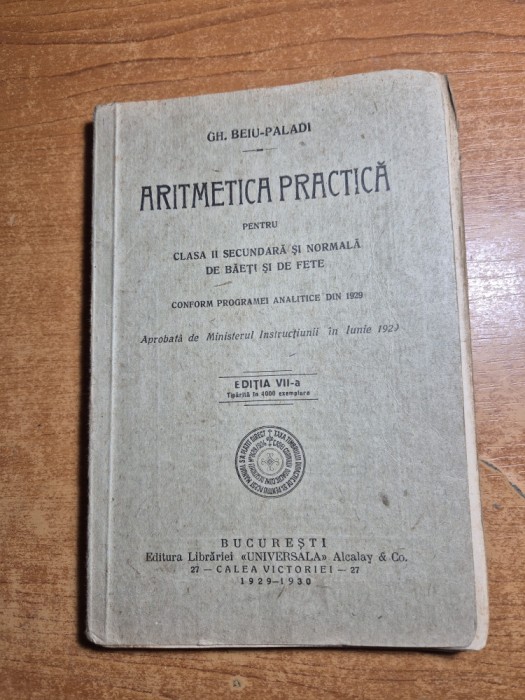 GH. BEIU-PALADI
ARITMETICA PRACTICĂ
PENTRU
CLASA II SECUNDARĂ ȘI NORMALĂ
DE BĂEȚI ȘI DE FETE
CONFORM PROGRAMEI ANALITICE DIN 1929
Aprobată de Ministerul Instrucțiunii în Iunie 1929
EDIȚIA VII-a
Tipărită în 4000 exemplare
BUCUREȘTI
Editura Librăriei «UNIVERSALA» Alcalay & Co.
27 — CALEA VICTORIEI — 27
1929—1930